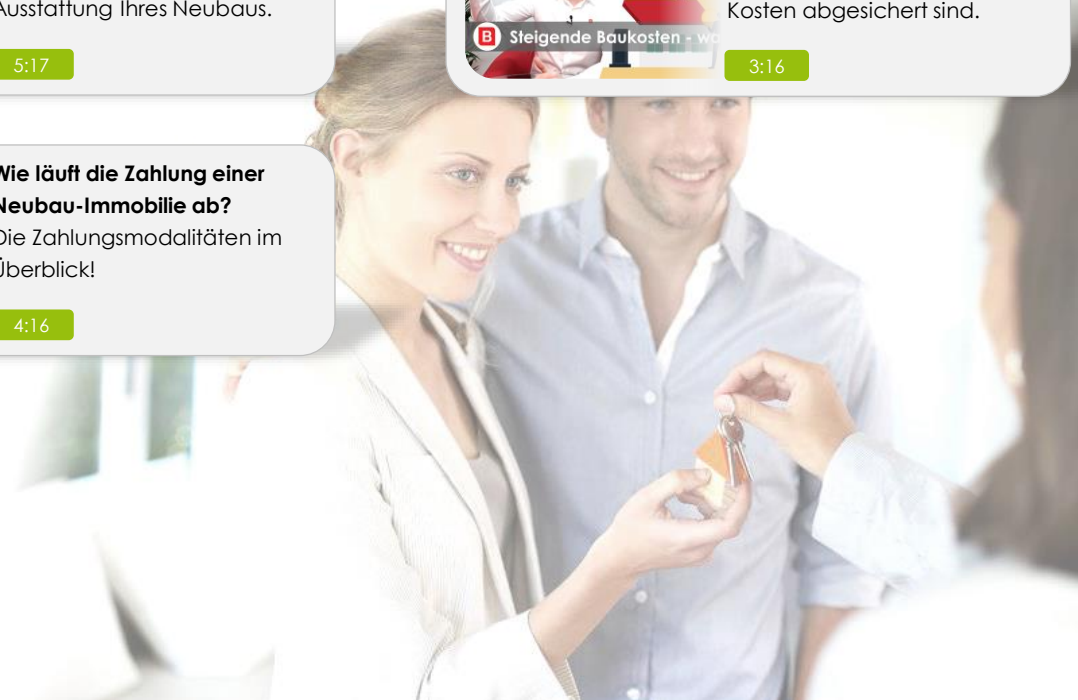 Ausstattung Ihres Neubaus.
5:17
Kosten abgesichert sind.
B Steigende Baukosten -
3:16
Wie läuft die Zahlung einer
Neubau-Immobilie ab?
Die Zahlungsmodalitäten im
Überblick!
4:16